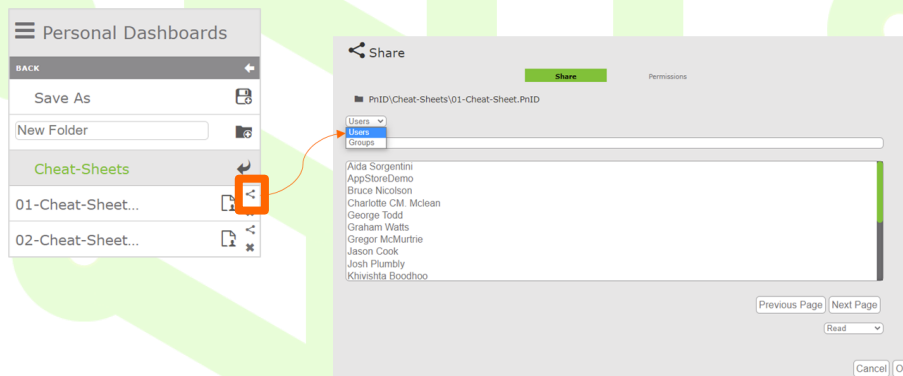 Personal Dashboards
BACK
Save As
New Folder
Cheat-Sheets
01-Cheat-Sheet...
02-Cheat-Sheet...
Share
Share Permissions
PnID\Cheat-Sheets\01-Cheat-Sheet.PnID
Users
Users
Groups
Aida Sorgentini
AppStoreDemo
Bruce Nicolson
Charlotte CM. Mclean
George Todd
Graham Watts
Gregor McMurtrie
Jason Cook
Josh Plumbly
Khivishta Boodhoo
Previous Page Next Page
Read
Cancel